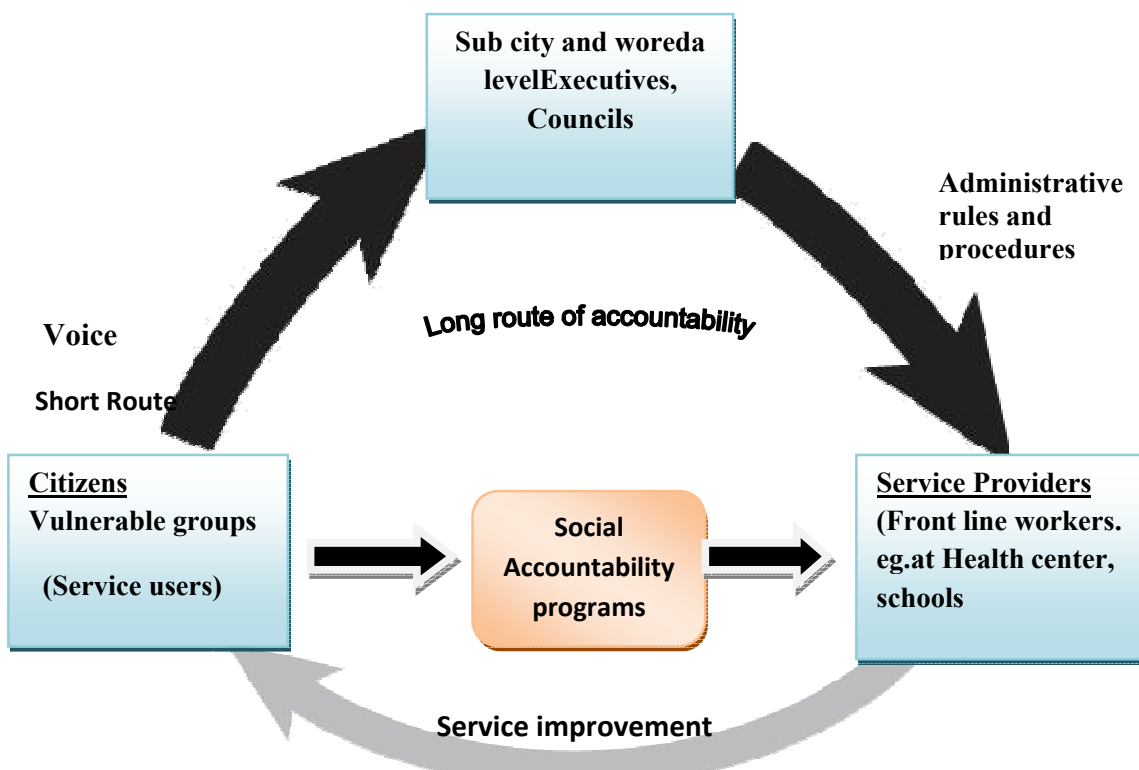 Sub city and woreda
levelExecutives,
Councils
Administrative
rules and
procedures
Long route of accountability
Voice
Short Route
Citizens
Vulnerable groups
(Service users)
Social
Accountability
programs
Service Providers
(Front line workers.
eg.at Health center,
schools
Service improvement